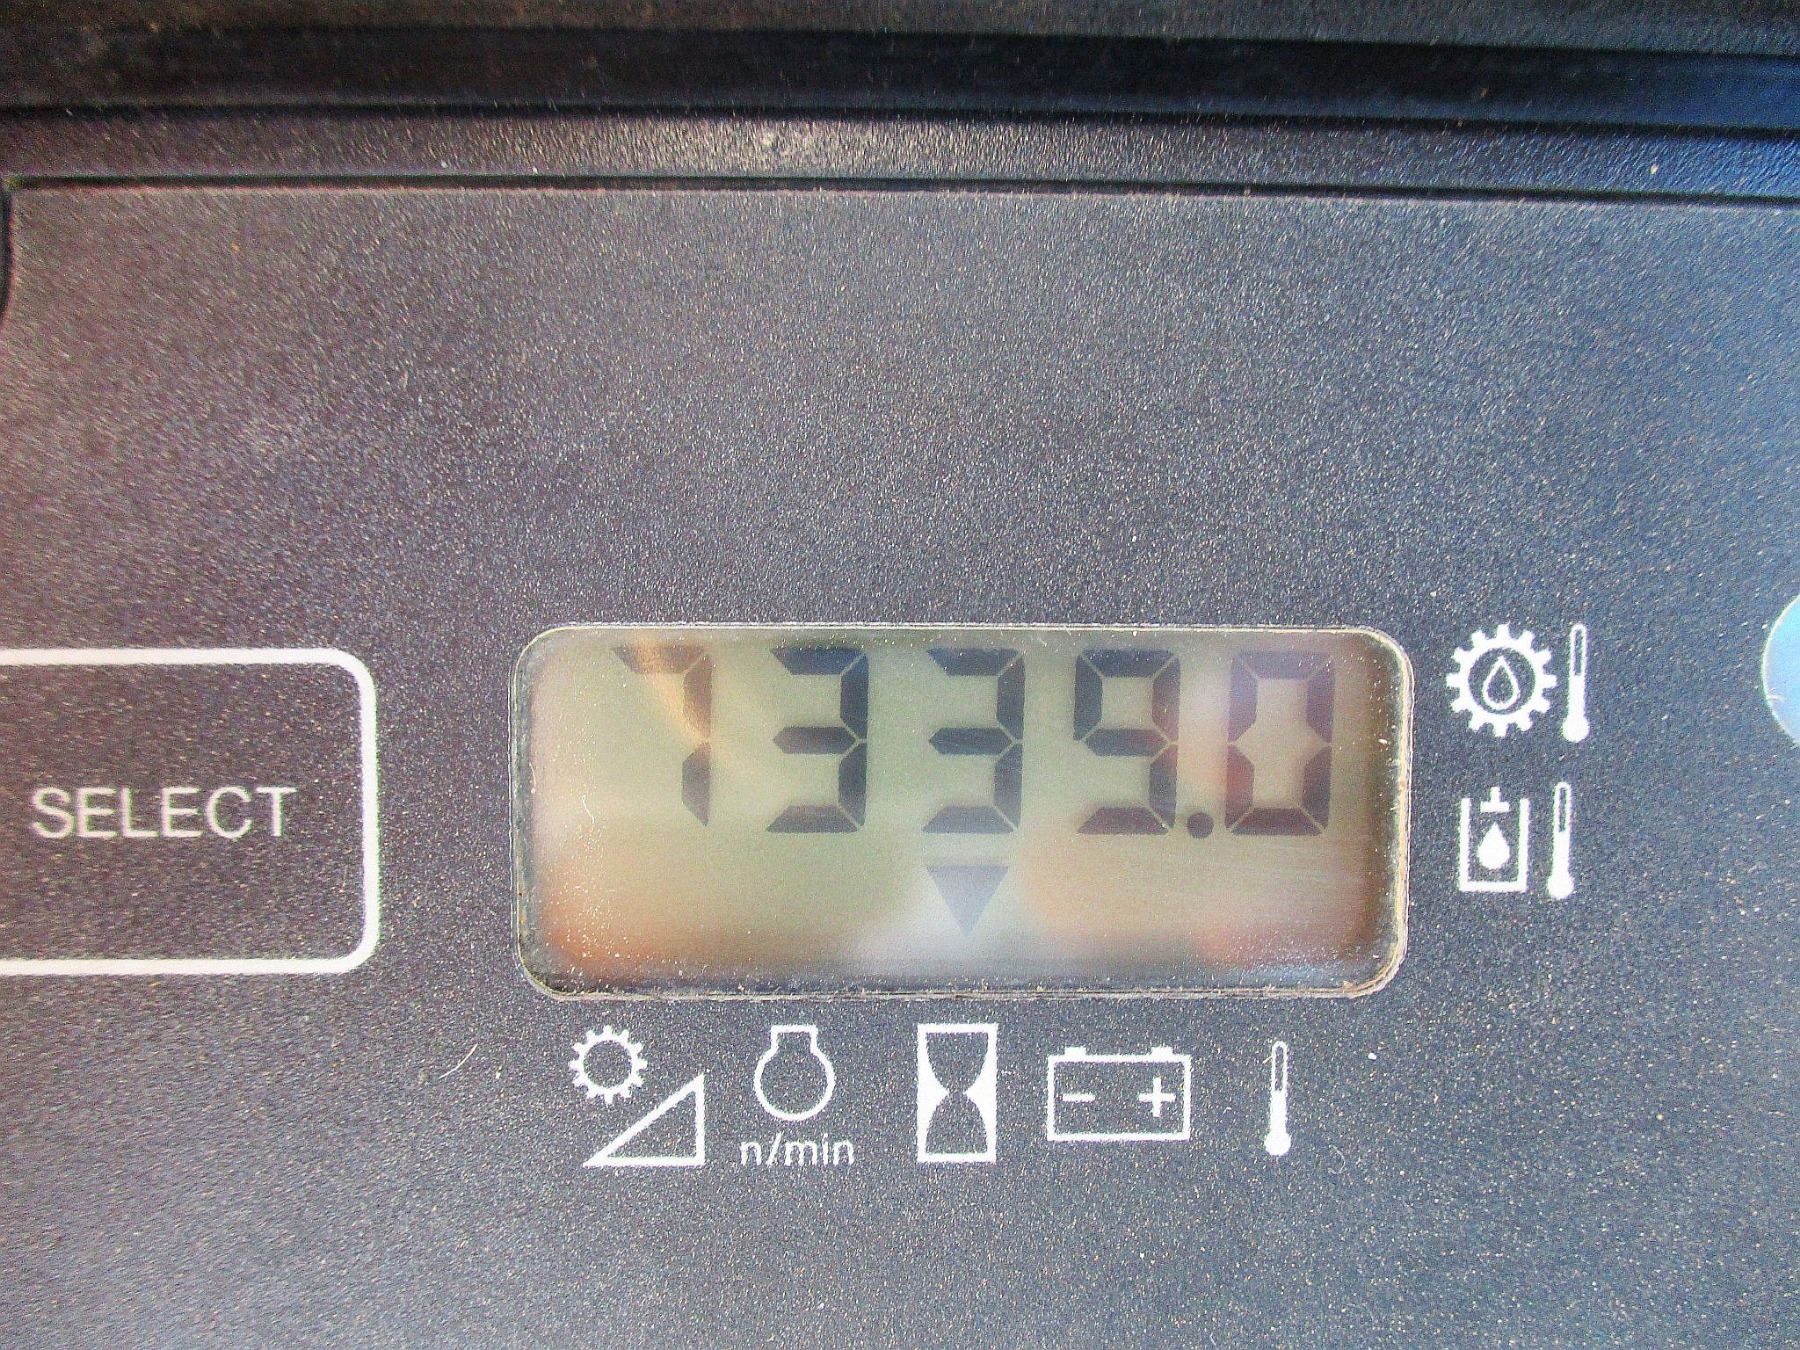 7339.0
SELECT
n/min
- +